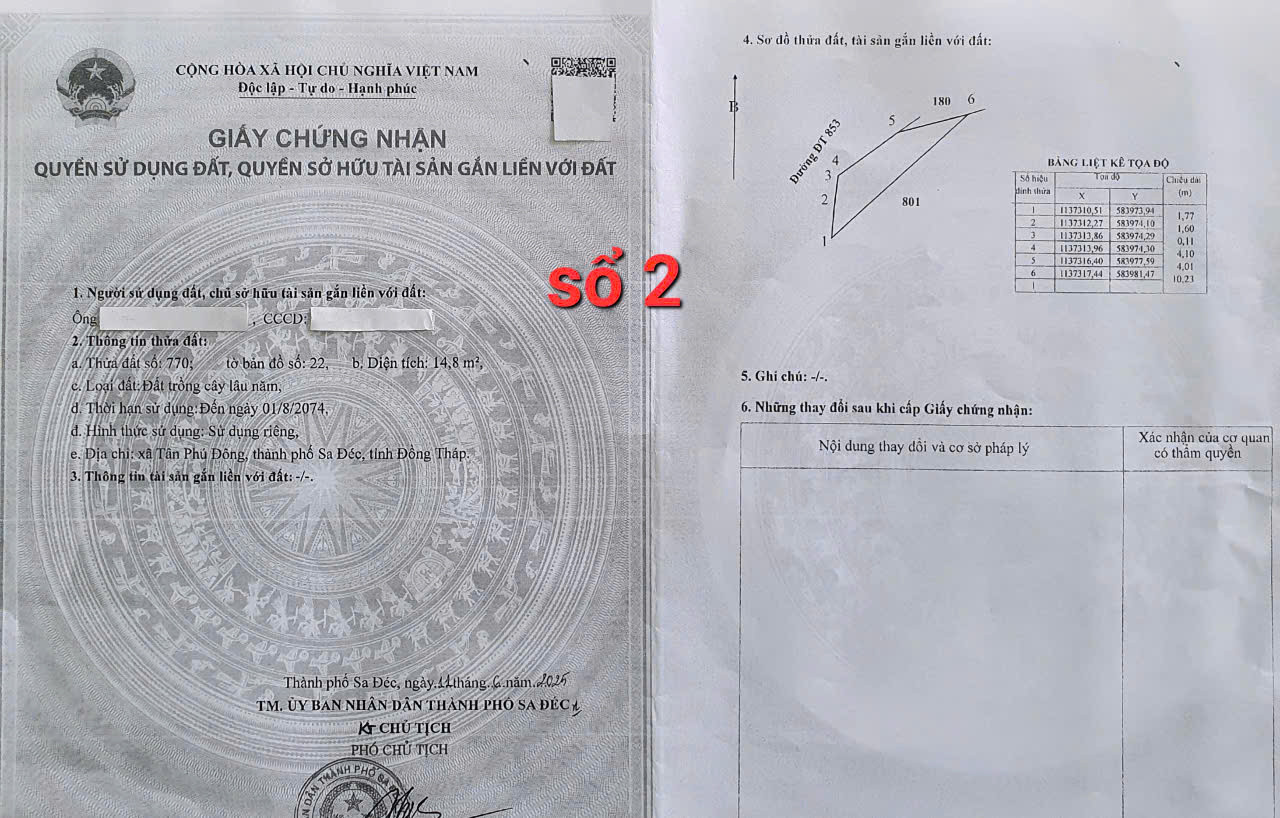 CỘNG HÒA XÃ HỘI CHỦ NGHĨA VIỆT NAM
Độc lập - Tự do - Hạnh phúc
GIẤY CHỨNG NHẬN
QUYỀN SỬ DỤNG ĐẤT, QUYỀN SỞ HỮU TÀI SẢN GẮN LIỀN VỚI ĐẤT
số 2
1. Người sử dụng đất, chủ sở hữu tài sản gắn liền với đất:
Ông , CCCD:
2. Thông tin thửa đất:
a. Thửa đất số: 770; tờ bản đồ số: 22, b. Diện tích: 14,8 m²,
c. Loại đất: Đất trồng cây lâu năm,
d. Thời hạn sử dụng: Đến ngày 01/8/2074,
đ. Hình thức sử dụng: Sử dụng riêng,
e. Địa chỉ: xã Tân Phú Đông, thành phố Sa Đéc, tỉnh Đồng Tháp.
3. Thông tin tài sản gắn liền với đất: -/-.
Thành phố Sa Đéc, ngày 11 tháng 6 năm 2025
TM. ỦY BAN NHÂN DÂN THÀNH PHỐ SA ĐÉC
KT CHỦ TỊCH
PHÓ CHỦ TỊCH
DÂN THÀNH PHỐ SA
4. Sơ đồ thửa đất, tài sản gắn liền với đất:
B
Đường ĐT 853
180
6
5
4
3
2
1
801
BẢNG LIỆT KÊ TỌA ĐỘ
Số hiệu đỉnh thửa Tọa độ Chiều dài (m)
X Y
1 1137310,51 583973,94
1,77
2 1137312,27 583974,10
1,60
3 1137313,86 583974,29
0,11
4 1137313,96 583974,30
4,10
5 1137316,40 583977,59
4,01
6 1137317,44 583981,47
10,23
1
5. Ghi chú: -/-.
6. Những thay đổi sau khi cấp Giấy chứng nhận:
Nội dung thay đổi và cơ sở pháp lý
Xác nhận của cơ quan
có thẩm quyền